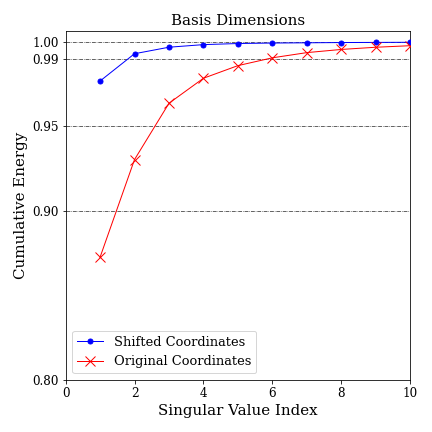 Basis Dimensions
1.00
0.99
0.95
0.90
0.80
Cumulative Energy
Shifted Coordinates
Original Coordinates
0 2 4 6 8 10
Singular Value Index